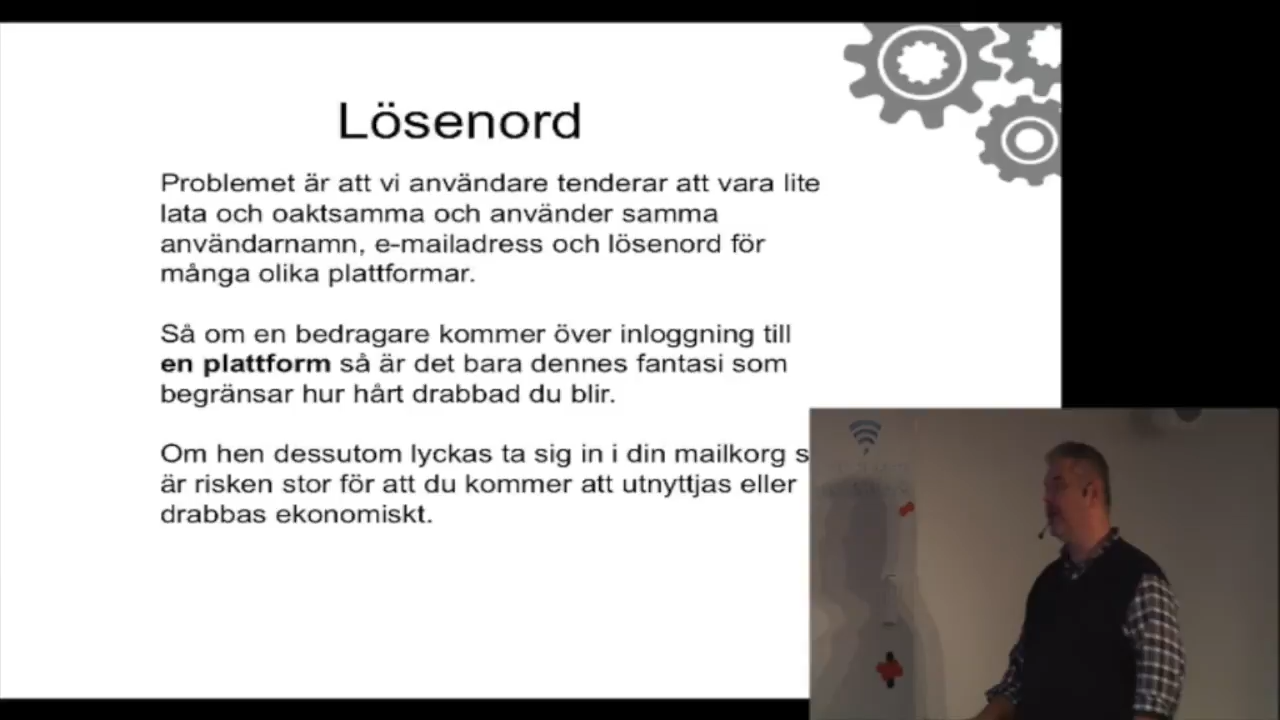 Lösenord
Problemet är att vi användare tenderar att vara lite
lata och oaktsamma och använder samma
användarnamn, e-mailadress och lösenord för
många olika plattformar.
Så om en bedragare kommer över inloggning till
en plattform så är det bara dennes fantasi som
begränsar hur hårt drabbad du blir.
Om hen dessutom lyckas ta sig in i din mailkorg s
är risken stor för att du kommer att utnyttjas eller
drabbas ekonomiskt.